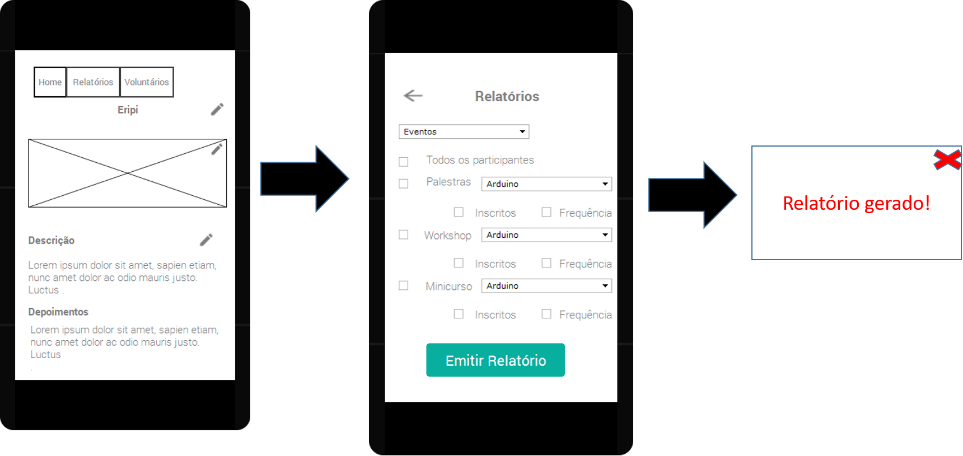 Home Relatórios Voluntários
Eripi
Descrição
Lorem ipsum dolor sit amet, sapien etiam,
nunc amet dolor ac odio mauris justo.
Luctus .
Depoimentos
Lorem ipsum dolor sit amet, sapien etiam,
nunc amet dolor ac odio mauris justo.
Luctus
.
Relatórios
Eventos
Todos os participantes
Palestras Arduino
Inscritos Frequência
Workshop Arduino
Inscritos Frequência
Minicurso Arduino
Inscritos Frequência
Emitir Relatório
Relatório gerado!